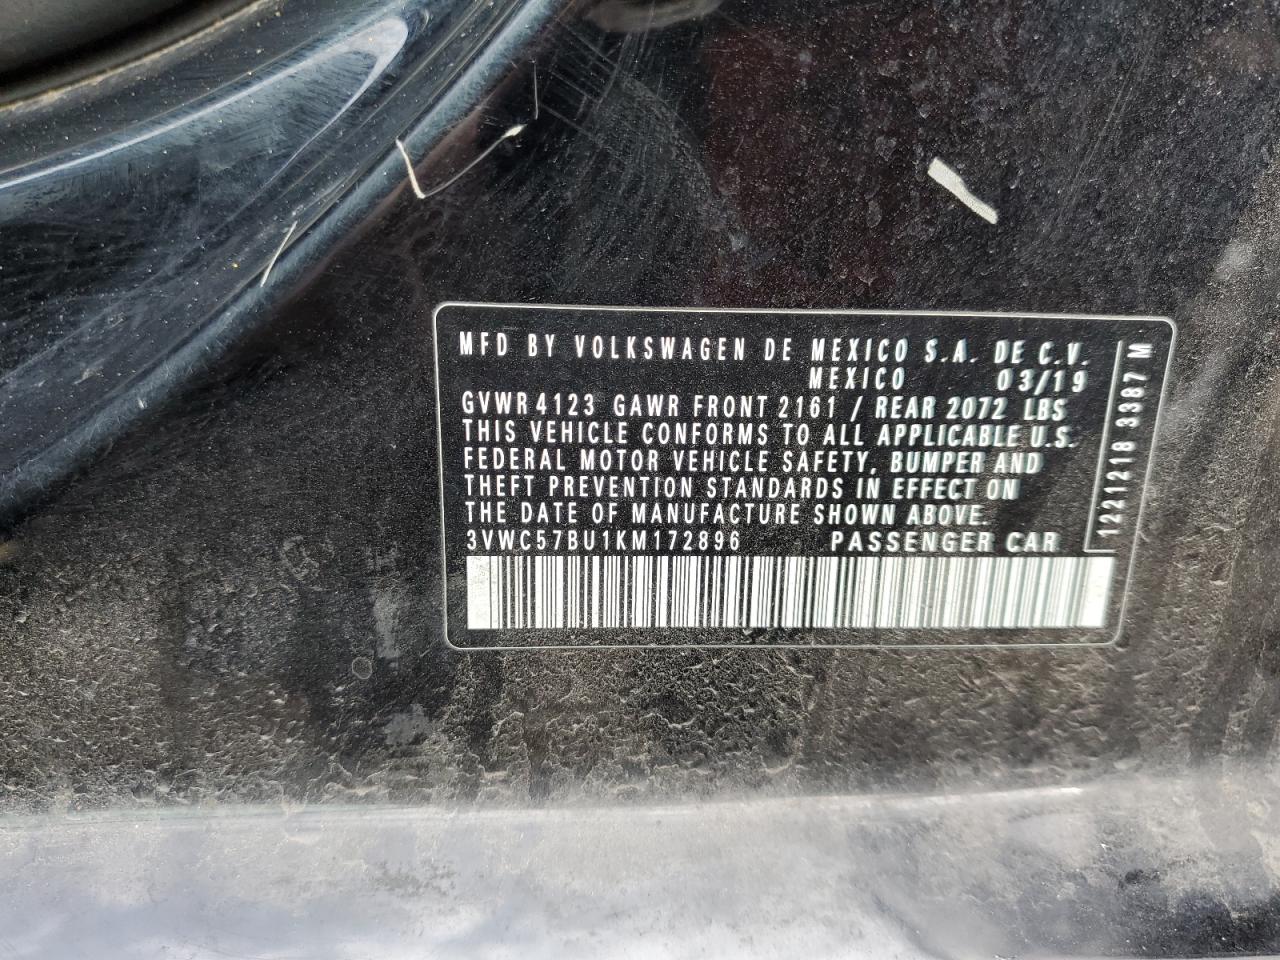 MFD BY VOLKSWAGEN DE MEXICO S.A. DE C.V.
MEXICO 03/19
GVWR 4123 GAWR FRONT 2161 / REAR 2072 LBS
THIS VEHICLE CONFORMS TO ALL APPLICABLE U.S.
FEDERAL MOTOR VEHICLE SAFETY, BUMPER AND
THEFT PREVENTION STANDARDS IN EFFECT ON
THE DATE OF MANUFACTURE SHOWN ABOVE.
3VWC57BU1KM172896 PASSENGER CAR
1221218 3387 M